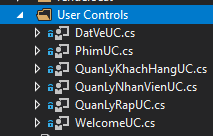 User Controls
DatVeUC.cs
PhimUC.cs
QuanLyKhachHangUC.cs
QuanLyNhanVienUC.cs
QuanLyRapUC.cs
WelcomeUC.cs